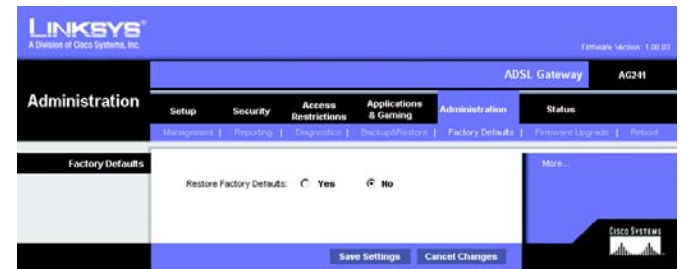 LINKSYS®
A Division of Cisco Systems, Inc.
Firmware Version: 1.00.03
ADSL Gateway AG241
Administration
Setup Security Access Restrictions Applications & Gaming Administration Status
Management | Reporting | Diagnostics | Backup&Restore | Factory Defaults | Firmware Upgrade | Reboot
Factory Defaults
Restore Factory Defaults: Yes No
More...
Save Settings Cancel Changes
CISCO SYSTEMS